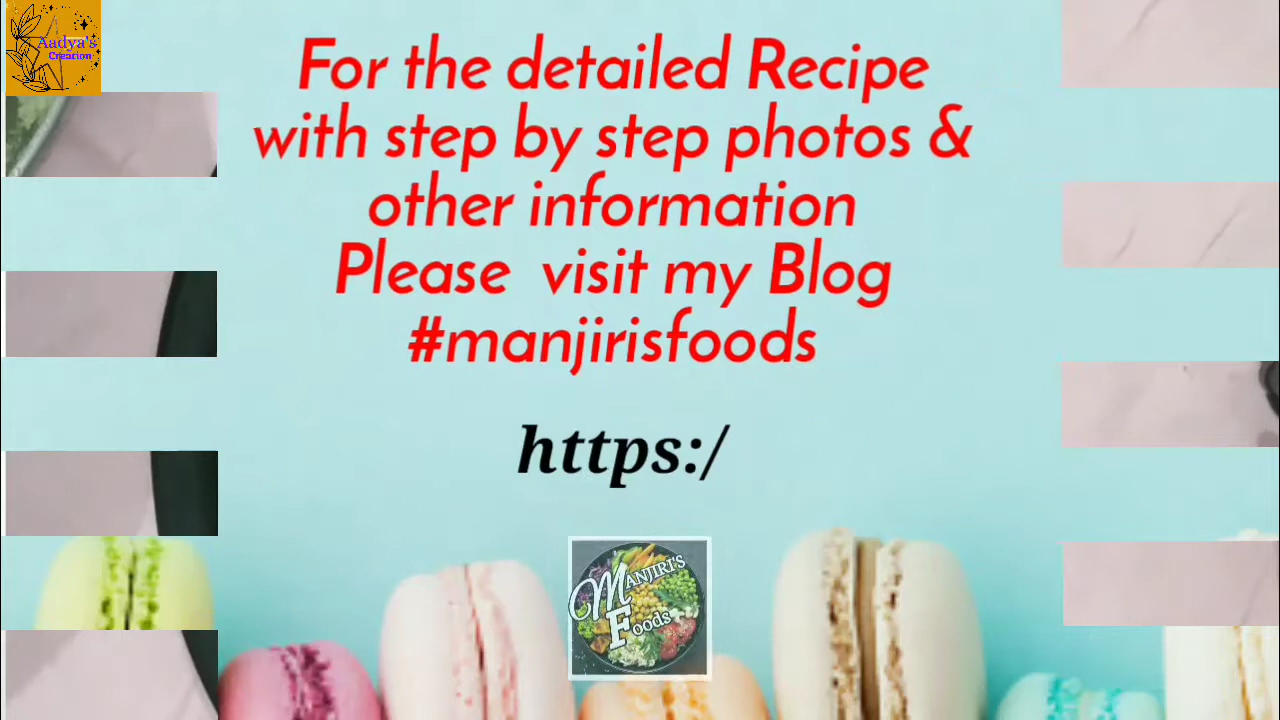 Aadya's
Creation
For the detailed Recipe
with step by step photos &
other information
Please visit my Blog
#manjirisfoods
https:/
MANJIRI'S
Foods